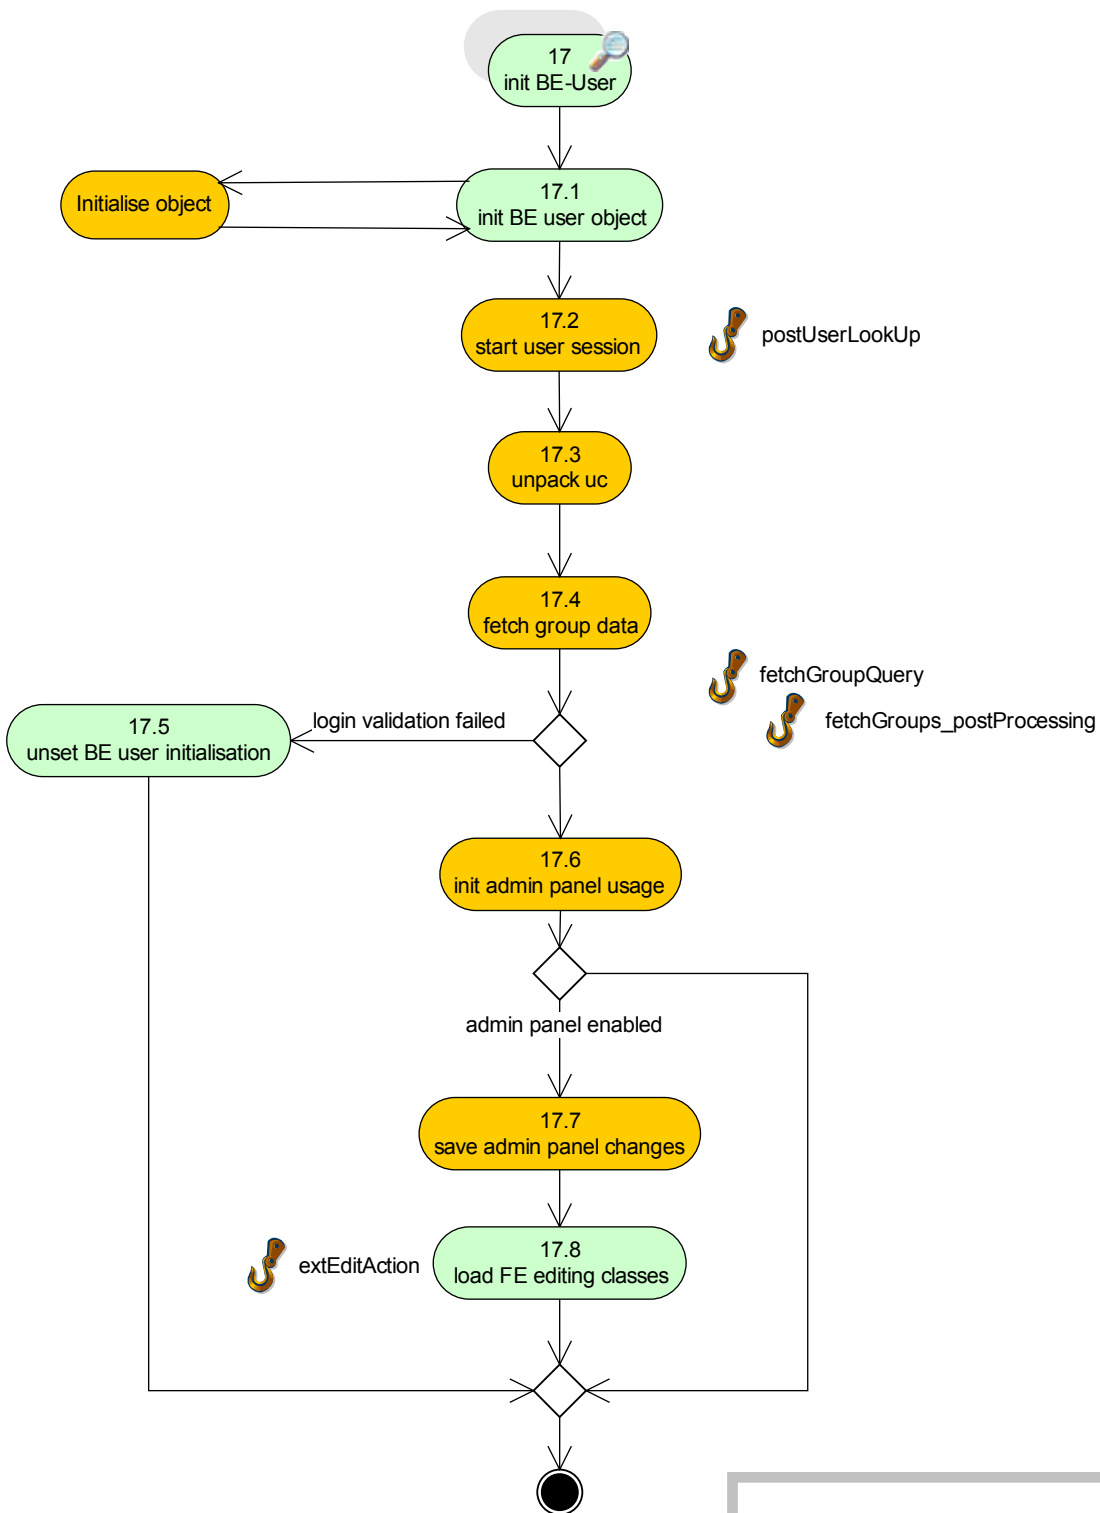 17
init BE-User
Initialise object
17.1
init BE user object
17.2
start user session
postUserLookUp
17.3
unpack uc
17.4
fetch group data
fetchGroupQuery
fetchGroups_postProcessing
login validation failed
17.5
unset BE user initialisation
17.6
init admin panel usage
admin panel enabled
17.7
save admin panel changes
extEditAction
17.8
load FE editing classes